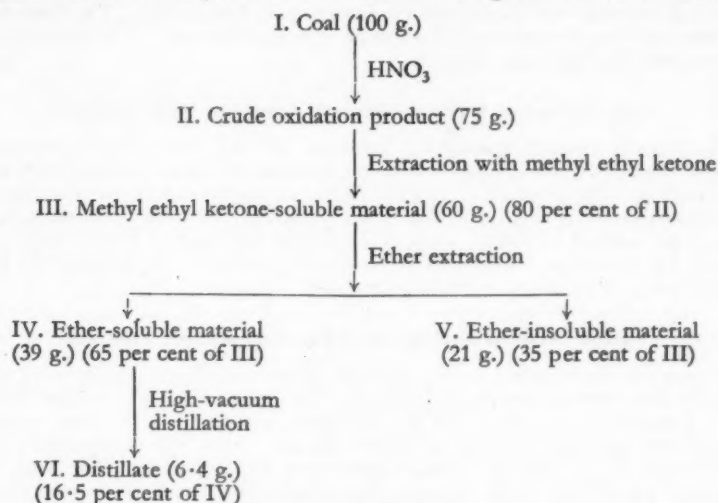 I. Coal (100 g.)
HNO₃
II. Crude oxidation product (75 g.)
Extraction with methyl ethyl ketone
III. Methyl ethyl ketone-soluble material (60 g.) (80 per cent of II)
Ether extraction
IV. Ether-soluble material
(39 g.) (65 per cent of III)
V. Ether-insoluble material
(21 g.) (35 per cent of III)
High-vacuum
distillation
VI. Distillate (6·4 g.)
(16·5 per cent of IV)